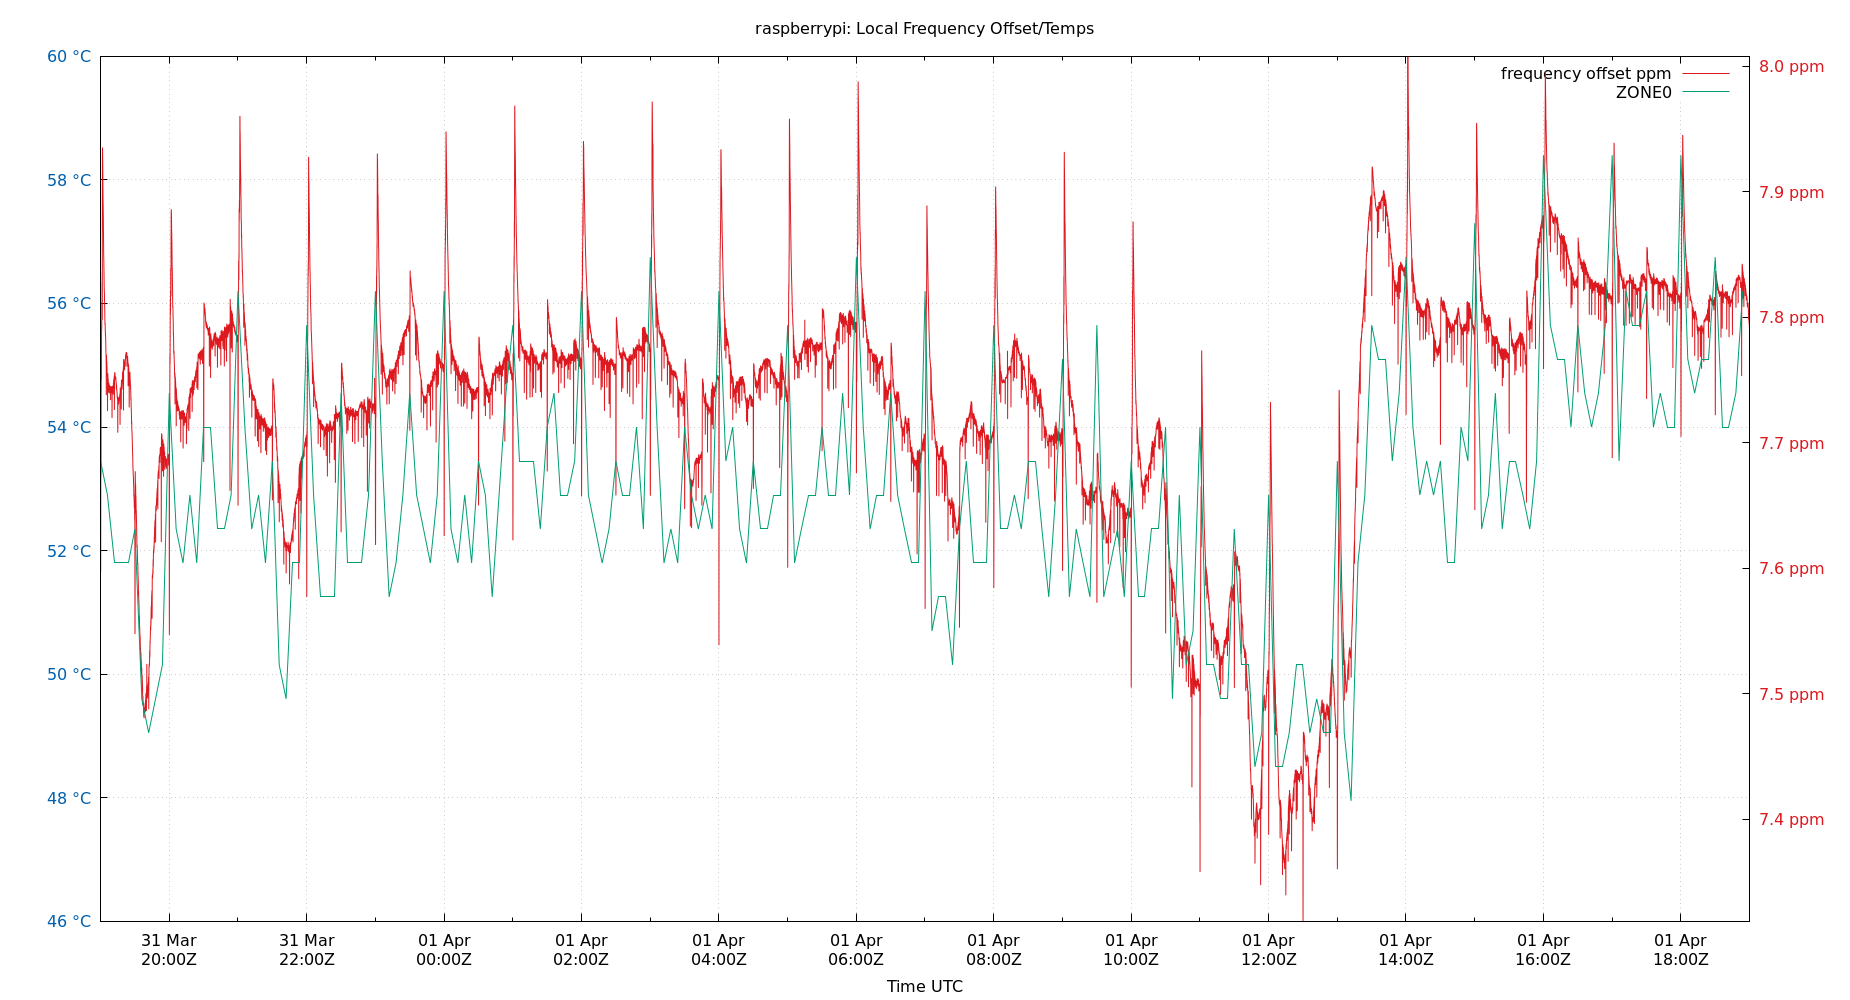 raspberrypi: Local Frequency Offset/Temps
frequency offset ppm
ZONE0
60 °C
58 °C
56 °C
54 °C
52 °C
50 °C
48 °C
46 °C
8.0 ppm
7.9 ppm
7.8 ppm
7.7 ppm
7.6 ppm
7.5 ppm
7.4 ppm
31 Mar
20:00Z
31 Mar
22:00Z
01 Apr
00:00Z
01 Apr
02:00Z
01 Apr
04:00Z
01 Apr
06:00Z
01 Apr
08:00Z
01 Apr
10:00Z
01 Apr
12:00Z
01 Apr
14:00Z
01 Apr
16:00Z
01 Apr
18:00Z
Time UTC